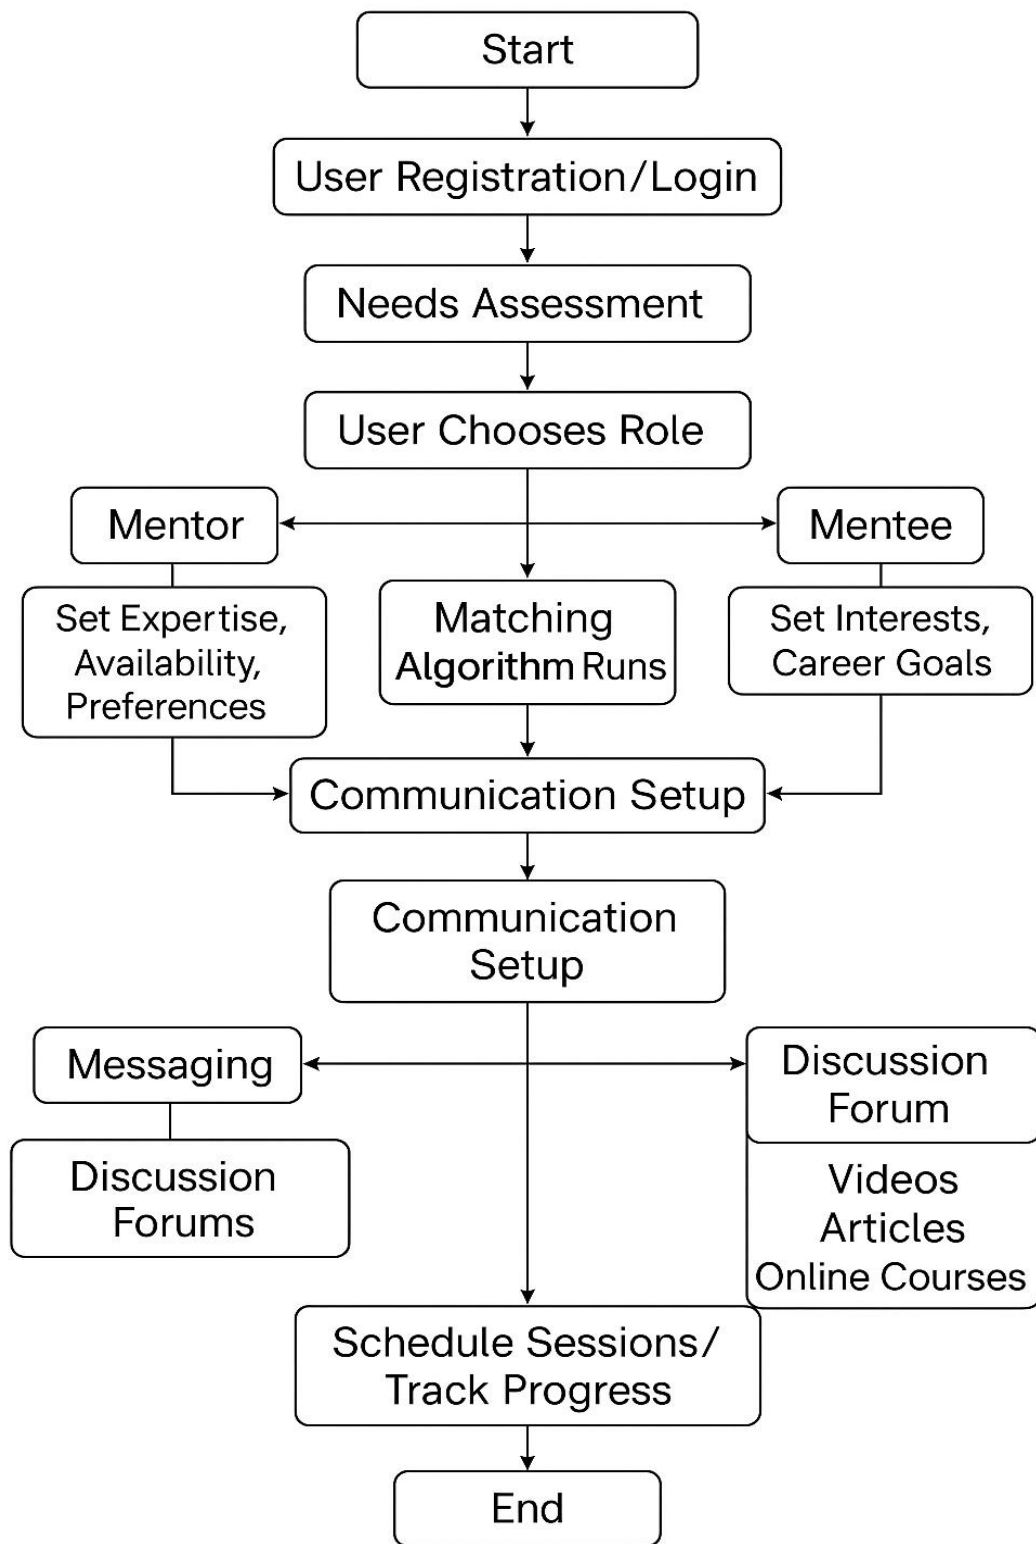 Start
User Registration/Login
Needs Assessment
User Chooses Role
Mentor
Mentee
Set Expertise,
Availability,
Preferences
Matching
Algorithm Runs
Set Interests,
Career Goals
Communication Setup
Communication
Setup
Messaging
Discussion
Forum
Discussion
Forums
Videos
Articles
Online Courses
Schedule Sessions/
Track Progress
End